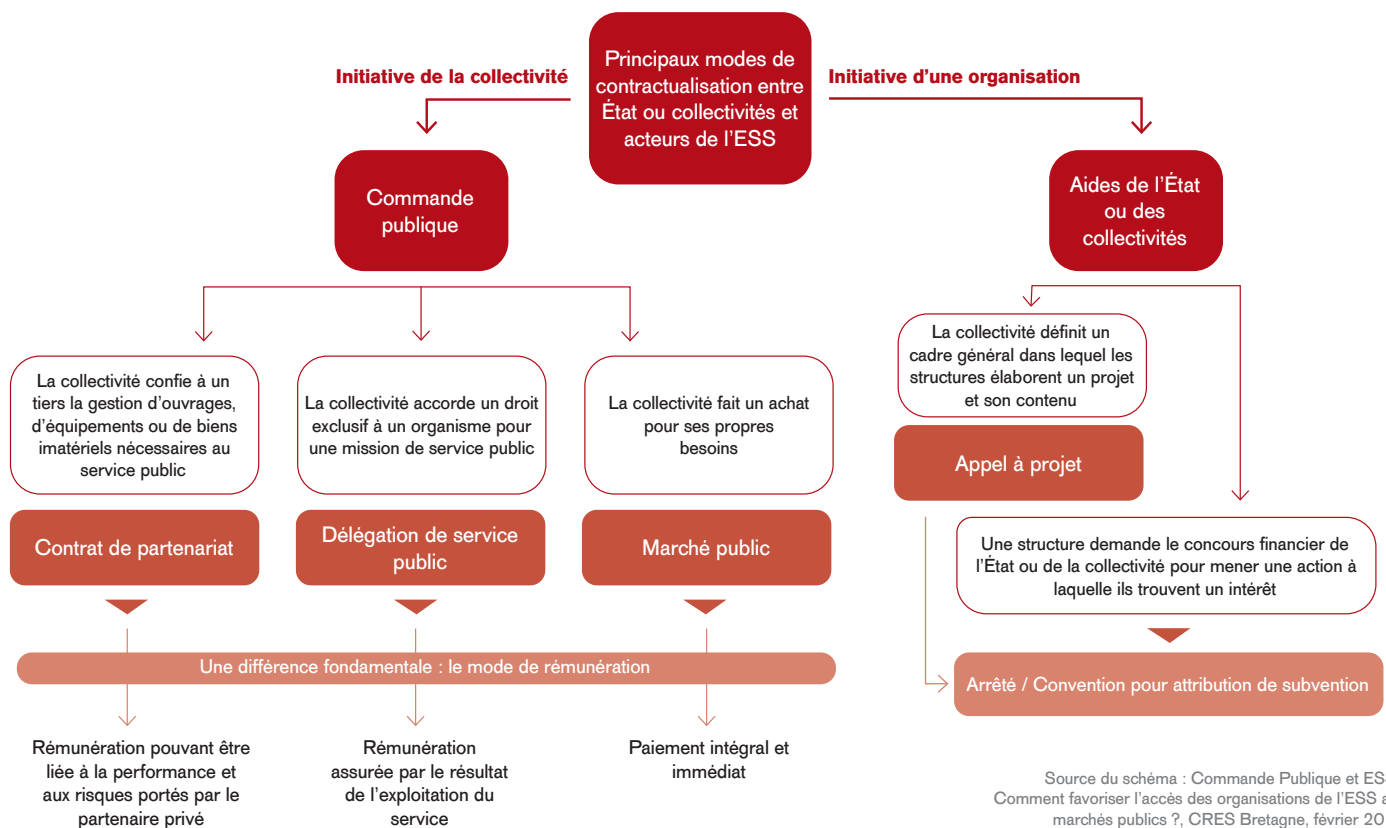 Principaux modes de
contractualisation entre
État ou collectivités et
acteurs de l'ESS
Initiative de la collectivité
Initiative d'une organisation
Commande
publique
Aides de l'État
ou des
collectivités
La collectivité confie à un
tiers la gestion d'ouvrages,
d'équipements ou de biens
imatériels nécessaires au
service public
Contrat de partenariat
La collectivité accorde un droit
exclusif à un organisme pour
une mission de service public
Délégation de service
public
La collectivité fait un achat
pour ses propres
besoins
Marché public
Une différence fondamentale : le mode de rémunération
Rémunération pouvant être
liée à la performance et
aux risques portés par le
partenaire privé
Rémunération
assurée par le résultat
de l'exploitation du
service
Paiement intégral et
immédiat
La collectivité définit un
cadre général dans lequel les
structures élaborent un projet
et son contenu
Appel à projet
Une structure demande le concours financier de
l'État ou de la collectivité pour mener une action à
laquelle ils trouvent un intérêt
Arrêté / Convention pour attribution de subvention
Source du schéma : Commande Publique et
Comment favoriser l'accès des organisations de l'ESS
marchés publics ?, CRES Bretagne, février